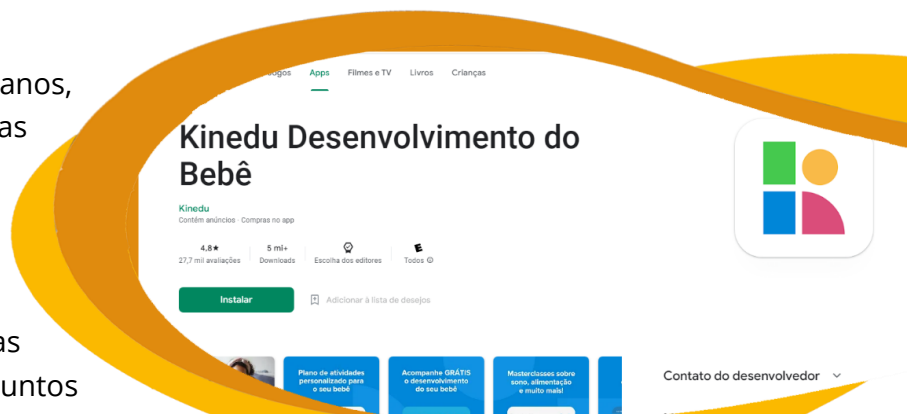 anos,
as
Jogos Apps Filmes e TV Livros Crianças
Kinedu Desenvolvimento do
Bebê
Kinedu
Contém anúncios · Compras no app
4,8★ 5 mi+
27,7 mil avaliações Downloads Escolha dos editores Todos
Instalar Adicionar à lista de desejos
as
untos
Plano de atividades
personalizado para
o seu bebê
Acompanhe GRÁTIS
o desenvolvimento
do seu bebê
Masterclasses sobre
sono, alimentação
e muito mais!
Contato do desenvolvedor